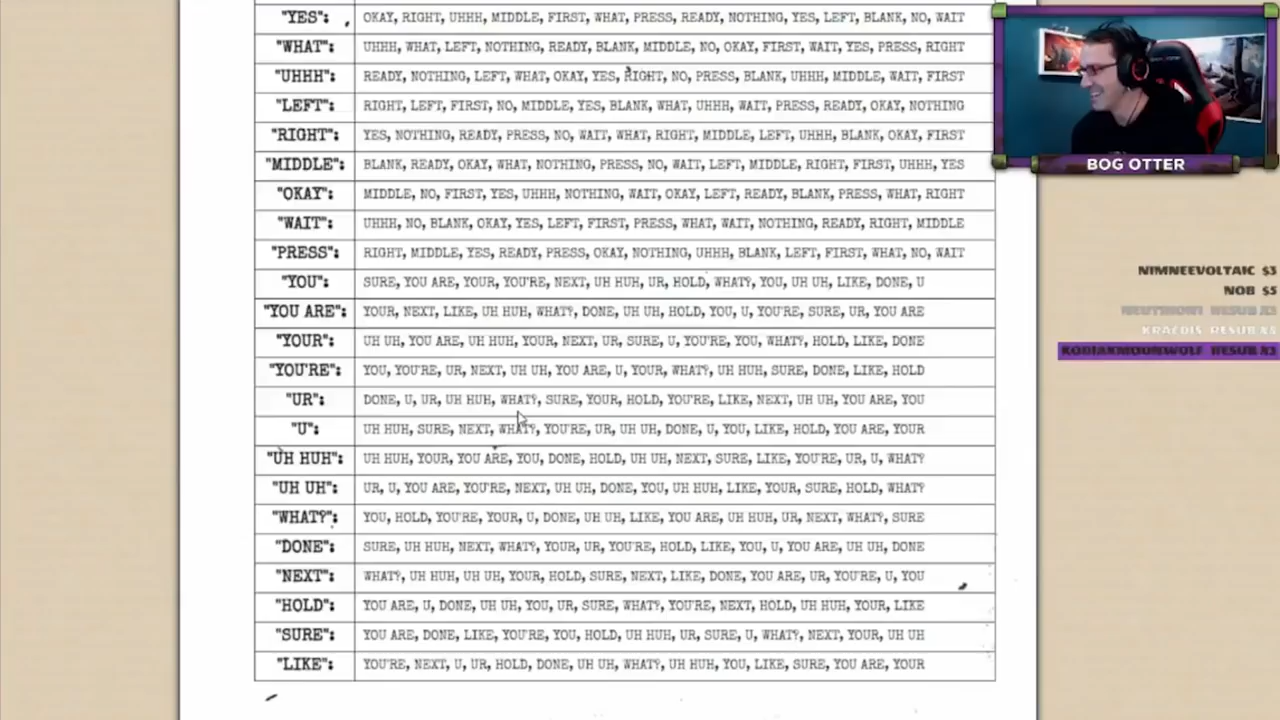 "YES": OKAY, RIGHT, UHHH, MIDDLE, FIRST, WHAT, PRESS, READY, NOTHING, YES, LEFT, BLANK, NO, WAIT
"WHAT": UHHH, WHAT, LEFT, NOTHING, READY, BLANK, MIDDLE, NO, OKAY, FIRST, WAIT, YES, PRESS, RIGHT
"UHHH": READY, NOTHING, LEFT, WHAT, OKAY, YES, RIGHT, NO, PRESS, BLANK, UHHH, MIDDLE, WAIT, FIRST
"LEFT": RIGHT, LEFT, FIRST, NO, MIDDLE, YES, BLANK, WHAT, UHHH, WAIT, PRESS, READY, OKAY, NOTHING
"RIGHT": YES, NOTHING, READY, PRESS, NO, WAIT, WHAT, RIGHT, MIDDLE, LEFT, UHHH, BLANK, OKAY, FIRST
"MIDDLE": BLANK, READY, OKAY, WHAT, NOTHING, PRESS, NO, WAIT, LEFT, MIDDLE, RIGHT, FIRST, UHHH, YES
"OKAY": MIDDLE, NO, FIRST, YES, UHHH, NOTHING, WAIT, OKAY, LEFT, READY, BLANK, PRESS, WHAT, RIGHT
"WAIT": UHHH, NO, BLANK, OKAY, YES, LEFT, FIRST, PRESS, WHAT, WAIT, NOTHING, READY, RIGHT, MIDDLE
"PRESS": RIGHT, MIDDLE, YES, READY, PRESS, OKAY, NOTHING, UHHH, BLANK, LEFT, FIRST, WHAT, NO, WAIT
"YOU": SURE, YOU ARE, YOUR, YOU'RE, NEXT, UH HUH, UR, HOLD, WHAT?, YOU, UH UH, LIKE, DONE, U
"YOU ARE": YOUR, NEXT, LIKE, UH HUH, WHAT?, DONE, UH UH, HOLD, YOU, U, YOU'RE, SURE, UR, YOU ARE
"YOUR": UH UH, YOU ARE, UH HUH, YOUR, NEXT, UR, SURE, U, YOU'RE, YOU, WHAT?, HOLD, LIKE, DONE
"YOU'RE": YOU, YOU'RE, UR, NEXT, UH UH, YOU ARE, U, YOUR, WHAT?, UH HUH, SURE, DONE, LIKE, HOLD
"UR": DONE, U, UR, UH HUH, WHAT?, SURE, YOUR, HOLD, YOU'RE, LIKE, NEXT, UH UH, YOU ARE, YOU
"U": UH HUH, SURE, NEXT, WHAT?, YOU'RE, UR, UH UH, DONE, U, YOU, LIKE, HOLD, YOU ARE, YOUR
"UH HUH": UH HUH, YOUR, YOU ARE, YOU, DONE, HOLD, UH UH, NEXT, SURE, LIKE, YOU'RE, UR, U, WHAT?
"UH UH": UR, U, YOU ARE, YOU'RE, NEXT, UH UH, DONE, YOU, UH HUH, LIKE, YOUR, SURE, HOLD, WHAT?
"WHAT?": YOU, HOLD, YOU'RE, YOUR, U, DONE, UH UH, LIKE, YOU ARE, UH HUH, UR, NEXT, WHAT?, SURE
"DONE": SURE, UH HUH, NEXT, WHAT?, YOUR, UR, YOU'RE, HOLD, LIKE, YOU, U, YOU ARE, UH UH, DONE
"NEXT": WHAT?, UH HUH, UH UH, YOUR, HOLD, SURE, NEXT, LIKE, DONE, YOU ARE, UR, YOU'RE, U, YOU
"HOLD": YOU ARE, U, DONE, UH UH, YOU, UR, SURE, WHAT?, YOU'RE, NEXT, HOLD, UH HUH, YOUR, LIKE
"SURE": YOU ARE, DONE, LIKE, YOU'RE, YOU, HOLD, UH HUH, UR, SURE, U, WHAT?, NEXT, YOUR, UH UH
"LIKE": YOU'RE, NEXT, U, UR, HOLD, DONE, UH UH, WHAT?, UH HUH, YOU, LIKE, SURE, YOU ARE, YOUR
BOG OTTER
NIMNEEVOLTAIC $3
NOB $5
KRACOIS RESUB
KODIAKMOONWOLF RESUB